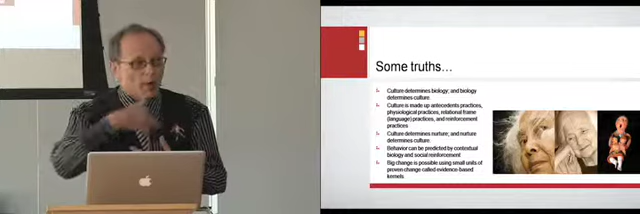 Some truths…
Culture determines biology; and biology
determines culture.
Culture is made up antecedents practices,
physiological practices, relational frame
(language) practices, and reinforcement
practices
Culture determines nurture; and nurture
determines culture.
Behavior can be predicted by contextual
biology and social reinforcement
Big change is possible using small units of
proven change called evidence-based
kernels